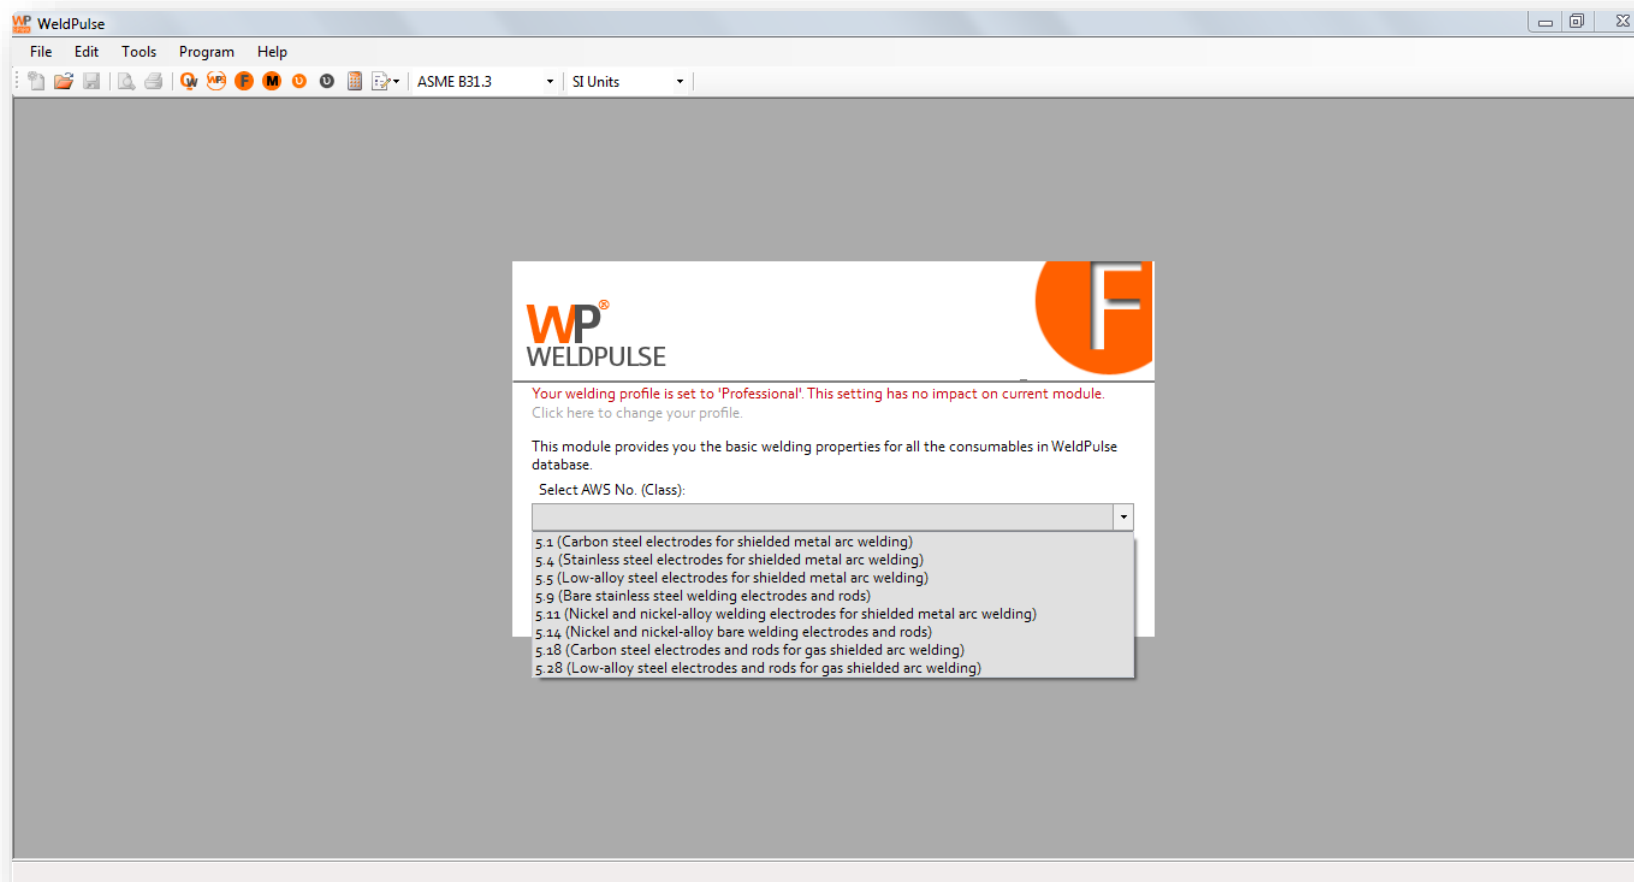 WP WeldPulse
File Edit Tools Program Help
QW WPS F M ASME B31.3 SI Units
F
WP®
WELDPULSE
Your welding profile is set to 'Professional'. This setting has no impact on current module.
Click here to change your profile.
This module provides you the basic welding properties for all the consumables in WeldPulse
database.
Select AWS No. (Class):
5.1 (Carbon steel electrodes for shielded metal arc welding)
5.4 (Stainless steel electrodes for shielded metal arc welding)
5.5 (Low-alloy steel electrodes for shielded metal arc welding)
5.9 (Bare stainless steel welding electrodes and rods)
5.11 (Nickel and nickel-alloy welding electrodes for shielded metal arc welding)
5.14 (Nickel and nickel-alloy bare welding electrodes and rods)
5.18 (Carbon steel electrodes and rods for gas shielded arc welding)
5.28 (Low-alloy steel electrodes and rods for gas shielded arc welding)